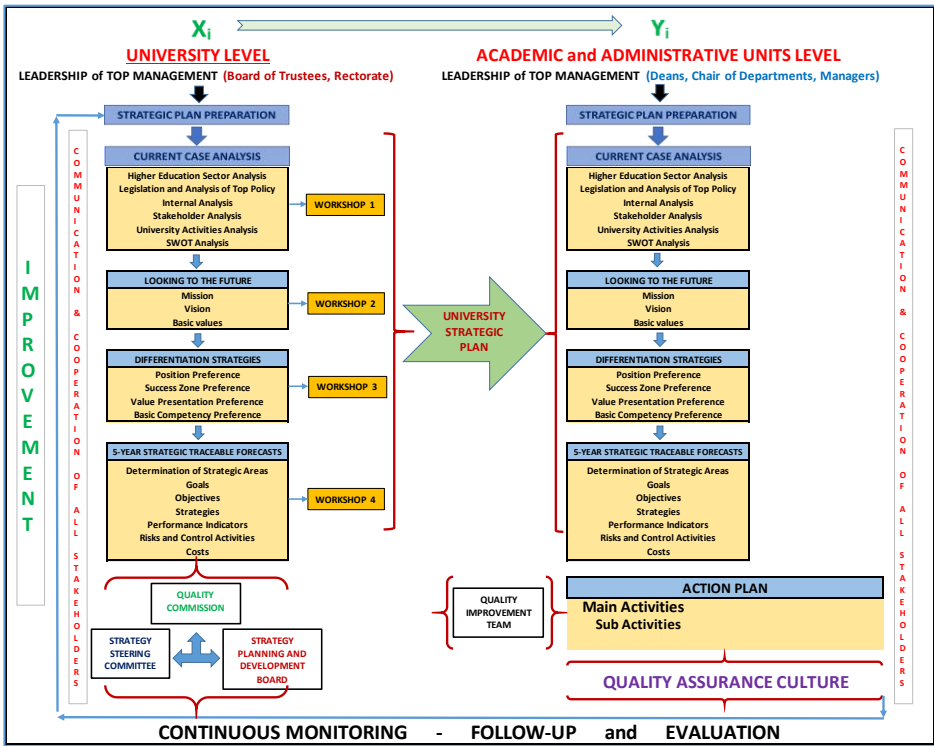 Xi
Yi
UNIVERSITY LEVEL
LEADERSHIP of TOP MANAGEMENT (Board of Trustees, Rectorate)
ACADEMIC and ADMINISTRATIVE UNITS LEVEL
LEADERSHIP of TOP MANAGEMENT (Deans, Chair of Departments, Managers)
IMPROVEMENT
COMMUNICATION & COOPERATION OF ALL STAKEHOLDERS
STRATEGIC PLAN PREPARATION
CURRENT CASE ANALYSIS
Higher Education Sector Analysis
Legislation and Analysis of Top Policy
Internal Analysis
Stakeholder Analysis
University Activities Analysis
SWOT Analysis
WORKSHOP 1
LOOKING TO THE FUTURE
Mission
Vision
Basic values
WORKSHOP 2
DIFFERENTIATION STRATEGIES
Position Preference
Success Zone Preference
Value Presentation Preference
Basic Competency Preference
WORKSHOP 3
5-YEAR STRATEGIC TRACEABLE FORECASTS
Determination of Strategic Areas
Goals
Objectives
Strategies
Performance Indicators
Risks and Control Activities
Costs
WORKSHOP 4
QUALITY
COMMISSION
STRATEGY
STEERING
COMMITTEE
STRATEGY
PLANNING AND
DEVELOPMENT
BOARD
UNIVERSITY
STRATEGIC
PLAN
STRATEGIC PLAN PREPARATION
CURRENT CASE ANALYSIS
Higher Education Sector Analysis
Legislation and Analysis of Top Policy
Internal Analysis
Stakeholder Analysis
University Activities Analysis
SWOT Analysis
LOOKING TO THE FUTURE
Mission
Vision
Basic values
DIFFERENTIATION STRATEGIES
Position Preference
Success Zone Preference
Value Presentation Preference
Basic Competency Preference
5-YEAR STRATEGIC TRACEABLE FORECASTS
Determination of Strategic Areas
Goals
Objectives
Strategies
Performance Indicators
Risks and Control Activities
Costs
QUALITY
IMPROVEMENT
TEAM
ACTION PLAN
Main Activities
Sub Activities
QUALITY ASSURANCE CULTURE
COMMUNICATION & COOPERATION OF ALL STAKEHOLDERS
CONTINUOUS MONITORING - FOLLOW-UP and EVALUATION